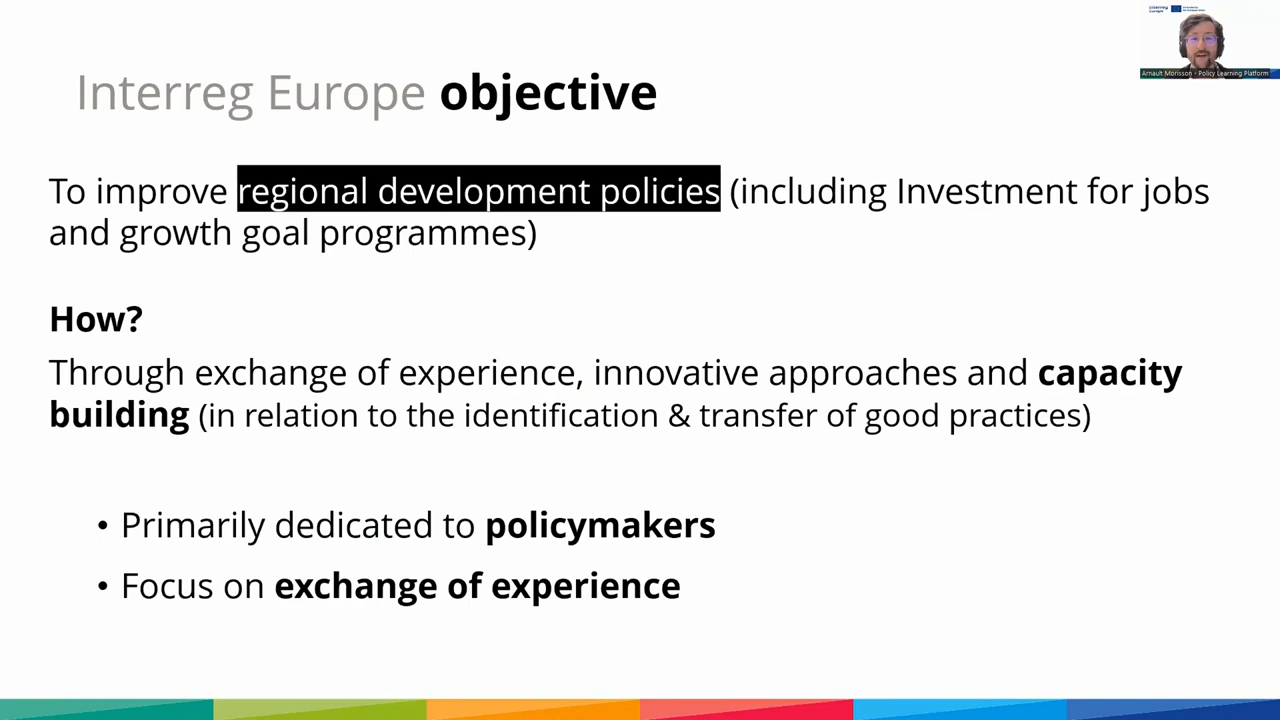 Interreg Europe
Arnault Morisson - Policy Learning Platform
Interreg Europe objective
To improve regional development policies (including Investment for jobs
and growth goal programmes)
How?
Through exchange of experience, innovative approaches and capacity
building (in relation to the identification & transfer of good practices)
• Primarily dedicated to policymakers
• Focus on exchange of experience